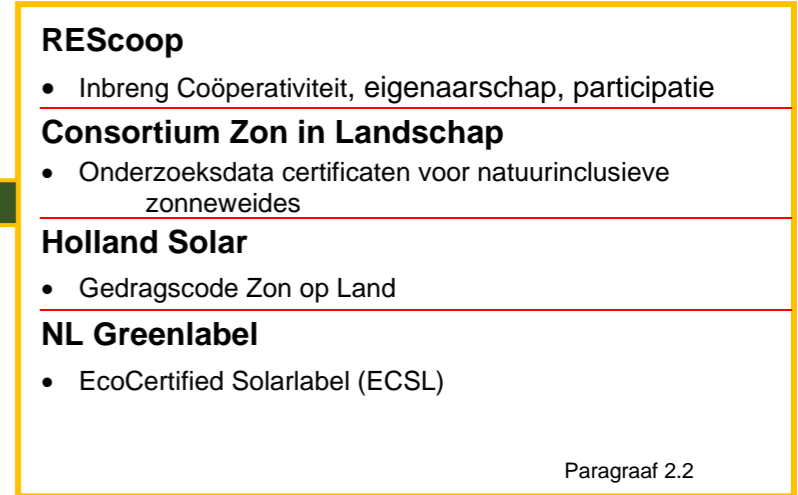 REScoop
• Inbreng Coöperativiteit, eigenaarschap, participatie
Consortium Zon in Landschap
• Onderzoeksdata certificaten voor natuurinclusieve
zonneweides
Holland Solar
• Gedragscode Zon op Land
NL Greenlabel
• EcoCertified Solarlabel (ECSL)
Paragraaf 2.2